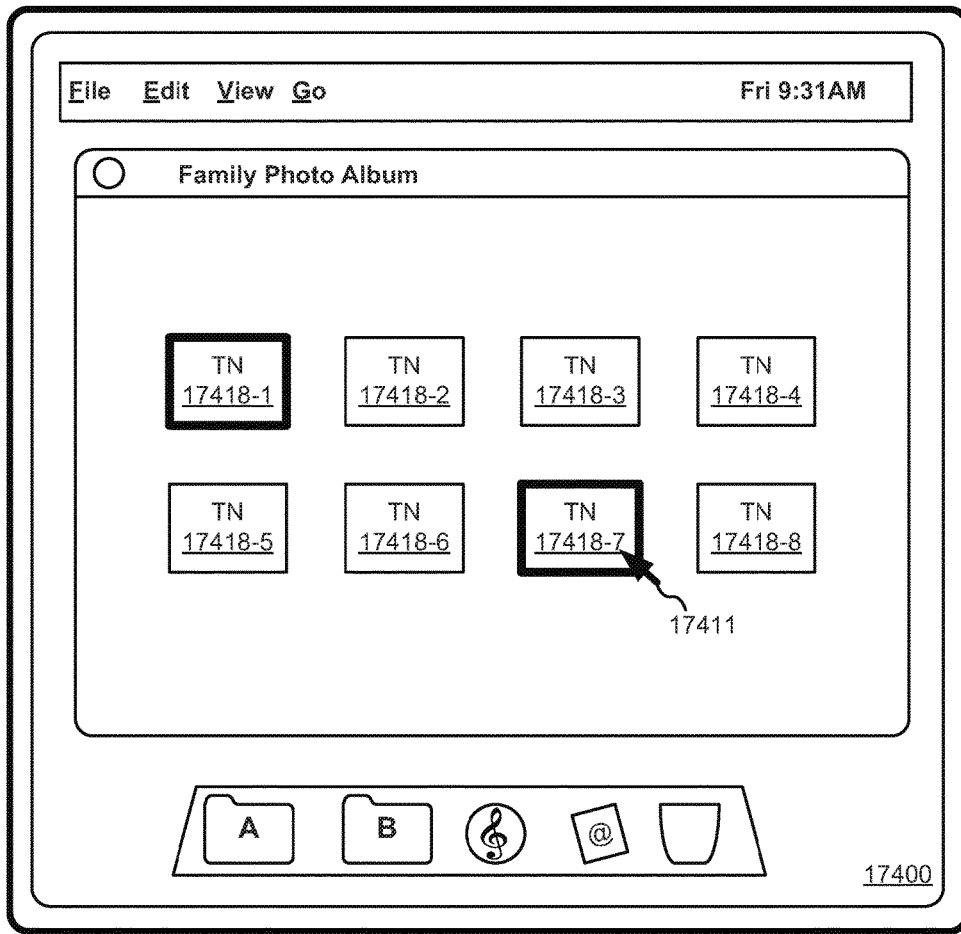 File Edit View Go Fri 9:31AM
Family Photo Album
TN TN TN TN
17418-1 17418-2 17418-3 17418-4
TN TN TN TN
17418-5 17418-6 17418-7 17418-8
17411
A B @
17400